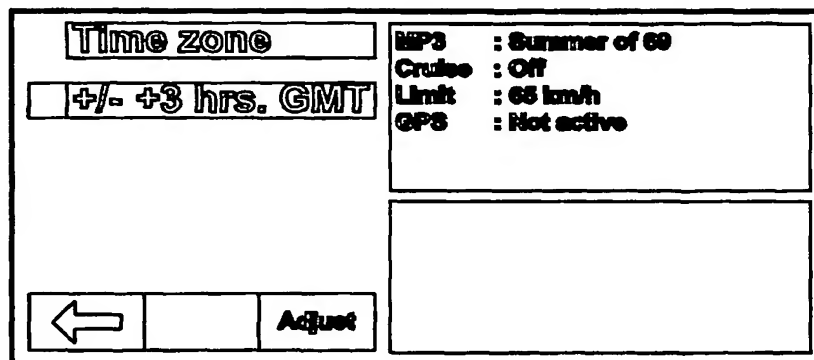 Time zone
+/- +3 hrs. GMT
Adjust
MP3 : Summer of 69
Cruise : Off
Limit : 65 km/h
GPS : Not active